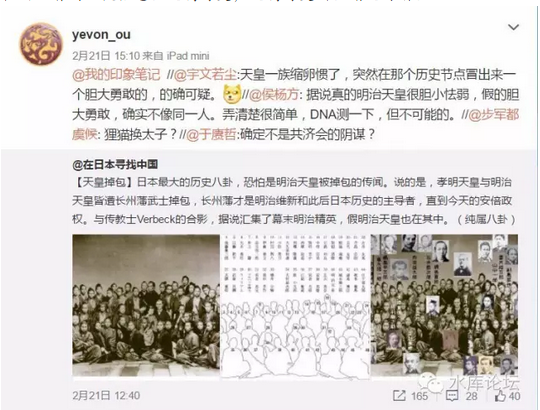 yevon_ou
2月21日 15:10 来自 iPad mini
@我的印象笔记 //@宇文若尘:天皇一族缩卵惯了，突然在那个历史节点冒出来一
个胆大勇敢的，的确可疑。//@侯杨方: 据说真的明治天皇很胆小怯弱，假的胆
大勇敢，确实不像同一人。弄清楚很简单，DNA测一下，但不可能的。//@步军都
虞候: 狸猫换太子？//@于赓哲:确定不是共济会的阴谋？
@在日本寻找中国
【天皇掉包】日本最大的历史八卦，恐怕是明治天皇被掉包的传闻。说的是，孝明天皇与明治
天皇皆遭长州藩武士掉包，长州藩才是明治维新和此后日本历史的主导者，直到今天的安倍政
权。与传教士Verbeck的合影，据说汇集了幕末明治精英，假明治天皇也在其中。（纯属八卦）
2月21日 12:40
165
28
40
水库论坛